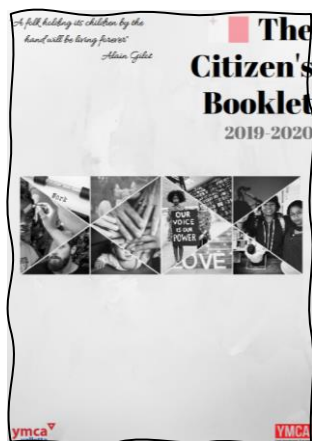 A folk holding its children by the
hand will be living forever"
Alain Gilot
The
Citizen's
Booklet
2019-2020
Park
OUR
VOICE
IS OUR
POWER
LOVE
ymca
YMCA